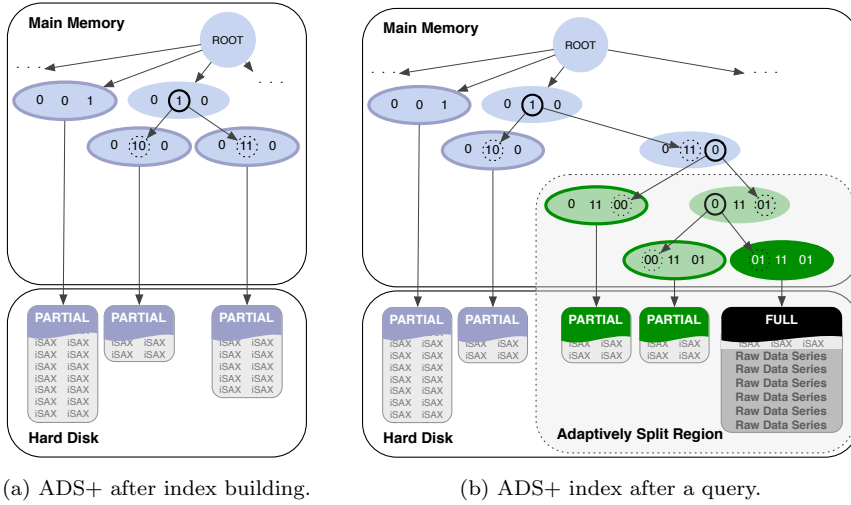 Main Memory
ROOT
. . .
. . .
0 0 1
0 1 0
0 10 0
0 11 0
PARTIAL
iSAX iSAX
iSAX iSAX
iSAX iSAX
iSAX iSAX
iSAX iSAX
iSAX iSAX
iSAX iSAX
PARTIAL
iSAX iSAX
iSAX iSAX
PARTIAL
iSAX iSAX
iSAX iSAX
iSAX iSAX
iSAX iSAX
iSAX iSAX
Hard Disk
(a) ADS+ after index building.
Main Memory
ROOT
. . .
. . .
0 0 1
0 1 0
0 10 0
0 11 0
0 11 00
0 11 01
00 11 01
01 11 01
PARTIAL
iSAX iSAX
iSAX iSAX
iSAX iSAX
iSAX iSAX
iSAX iSAX
iSAX iSAX
iSAX iSAX
PARTIAL
iSAX iSAX
iSAX iSAX
PARTIAL
iSAX iSAX
iSAX iSAX
PARTIAL
iSAX iSAX
iSAX iSAX
FULL
iSAX iSAX iSAX
Raw Data Series
Raw Data Series
Raw Data Series
Raw Data Series
Raw Data Series
Raw Data Series
Hard Disk
Adaptively Split Region
(b) ADS+ index after a query.